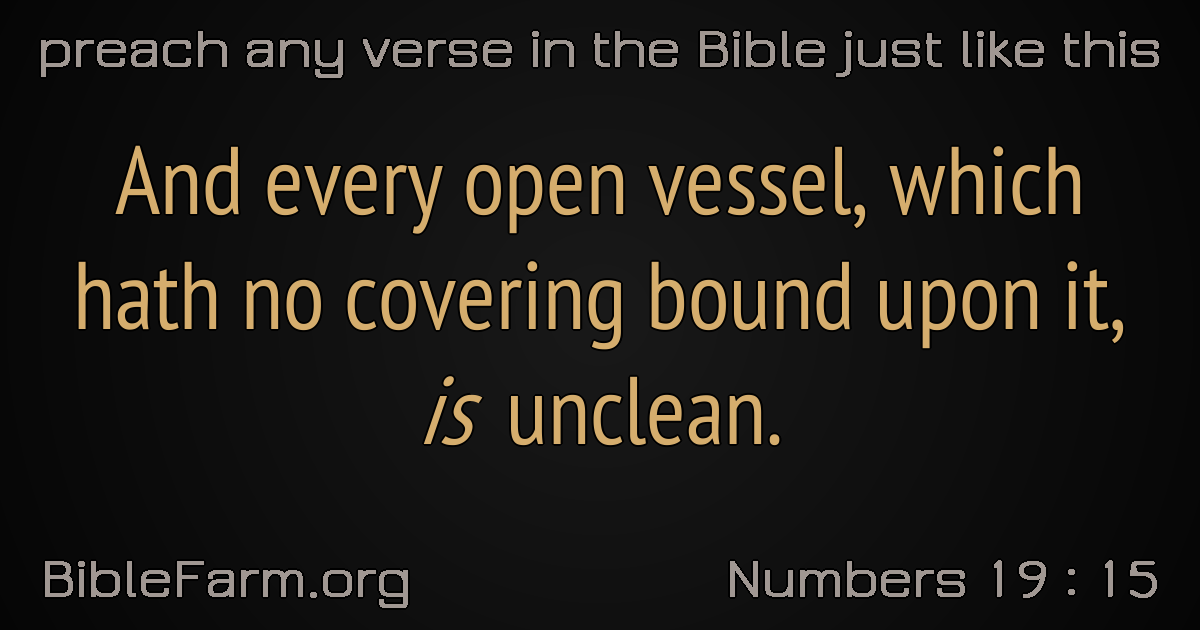 preach any verse in the Bible just like this
And every open vessel, which
hath no covering bound upon it,
is unclean.
BibleFarm.org
Numbers 19 : 15